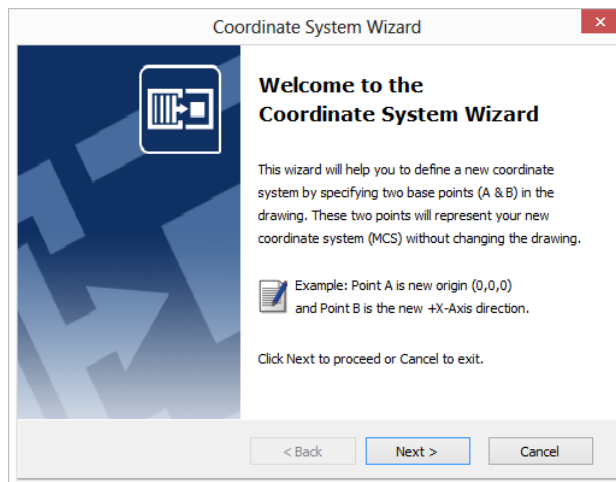 Coordinate System Wizard
Welcome to the
Coordinate System Wizard
This wizard will help you to define a new coordinate
system by specifying two base points (A & B) in the
drawing. These two points will represent your new
coordinate system (MCS) without changing the drawing.
Example: Point A is new origin (0,0,0)
and Point B is the new +X-Axis direction.
Click Next to proceed or Cancel to exit.
< Back Next > Cancel